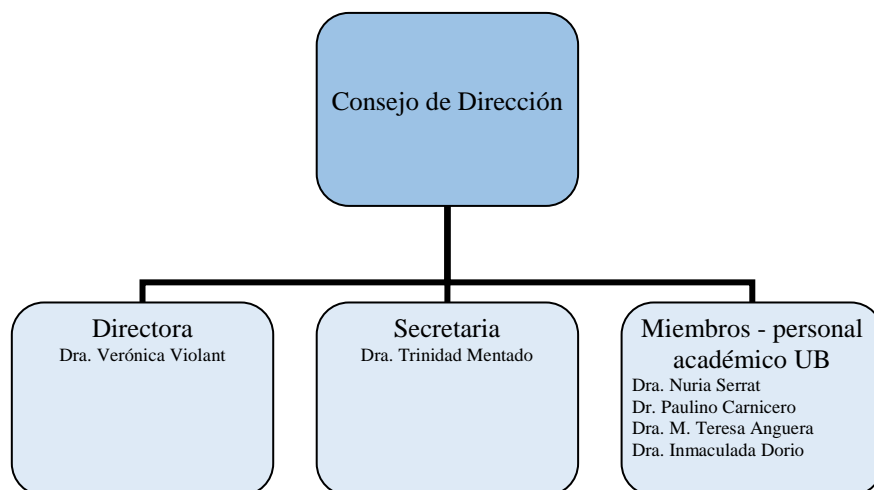 Consejo de Dirección
Directora
Dra. Verónica Violant
Secretaria
Dra. Trinidad Mentado
Miembros - personal
académico UB
Dra. Nuria Serrat
Dr. Paulino Carnicero
Dra. M. Teresa Anguera
Dra. Inmaculada Dorio